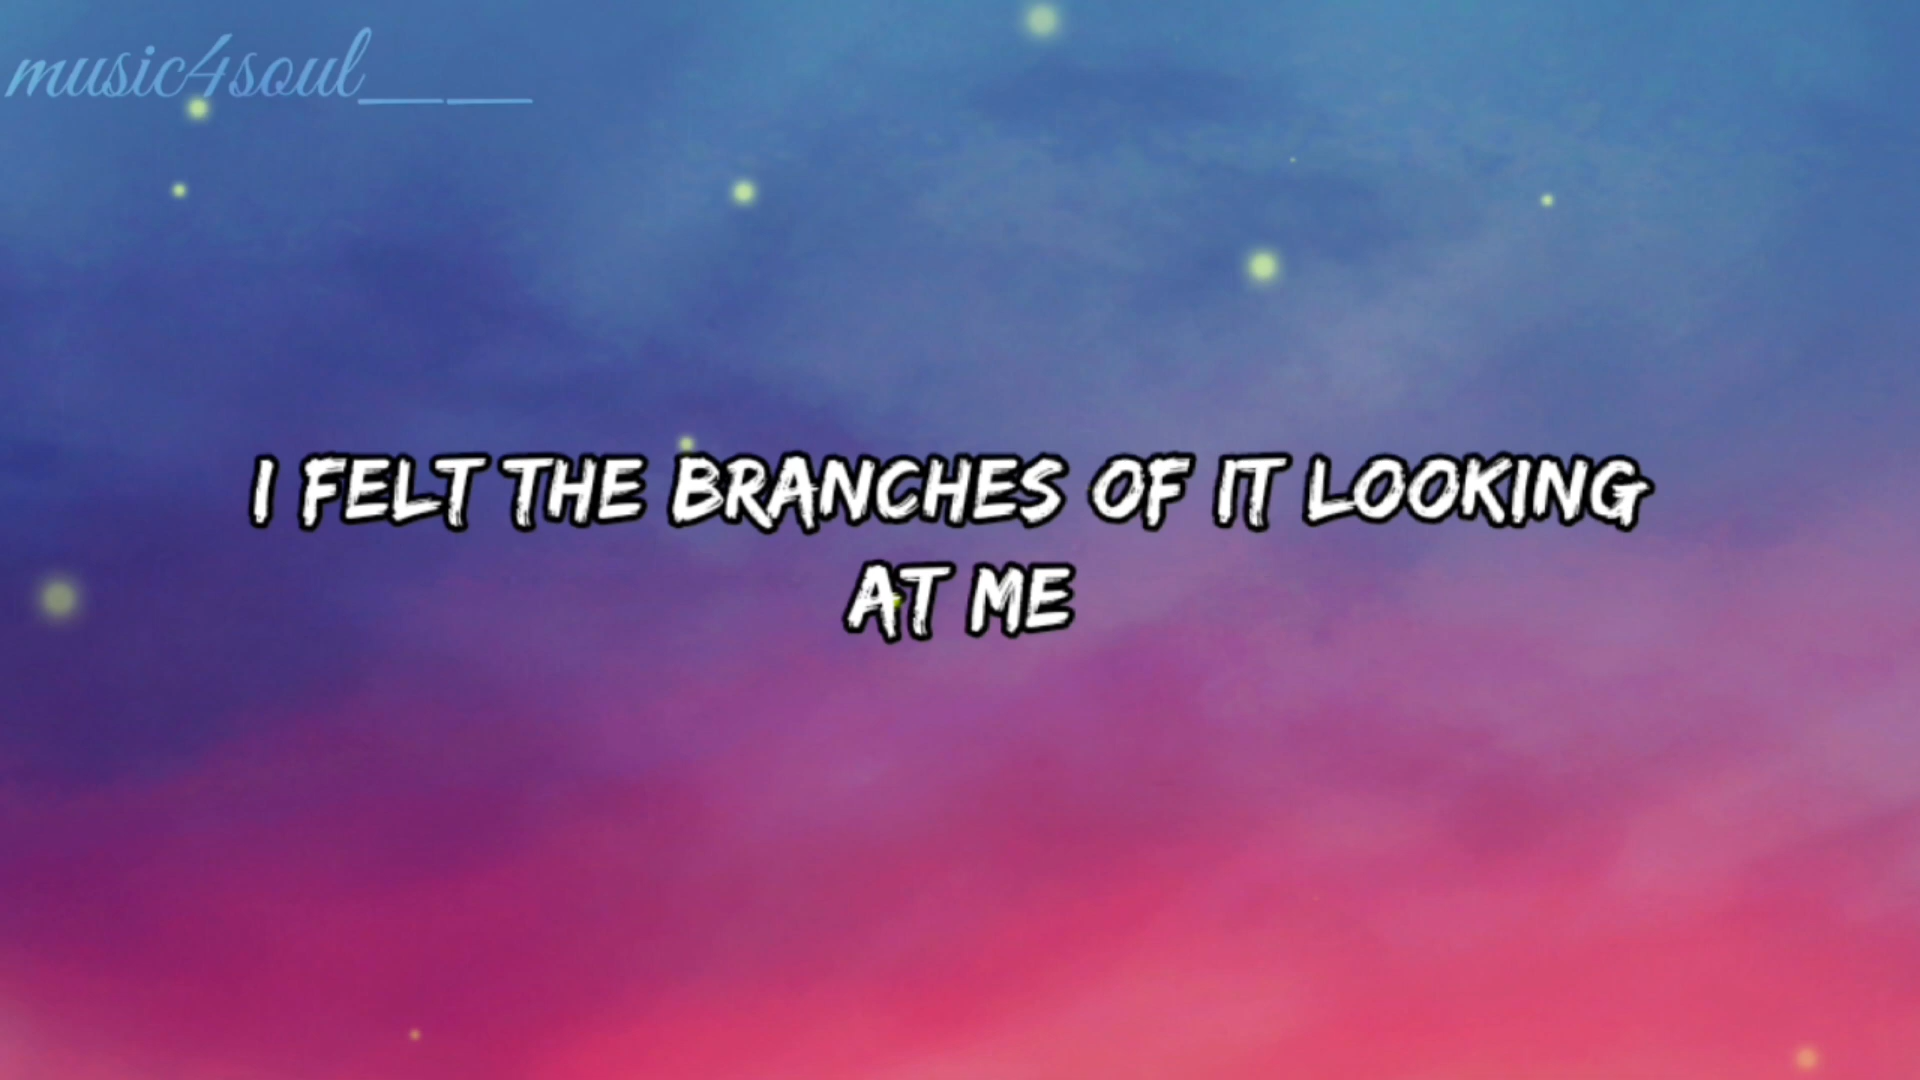 music4soul___
I FELT THE BRANCHES OF IT LOOKING
AT ME